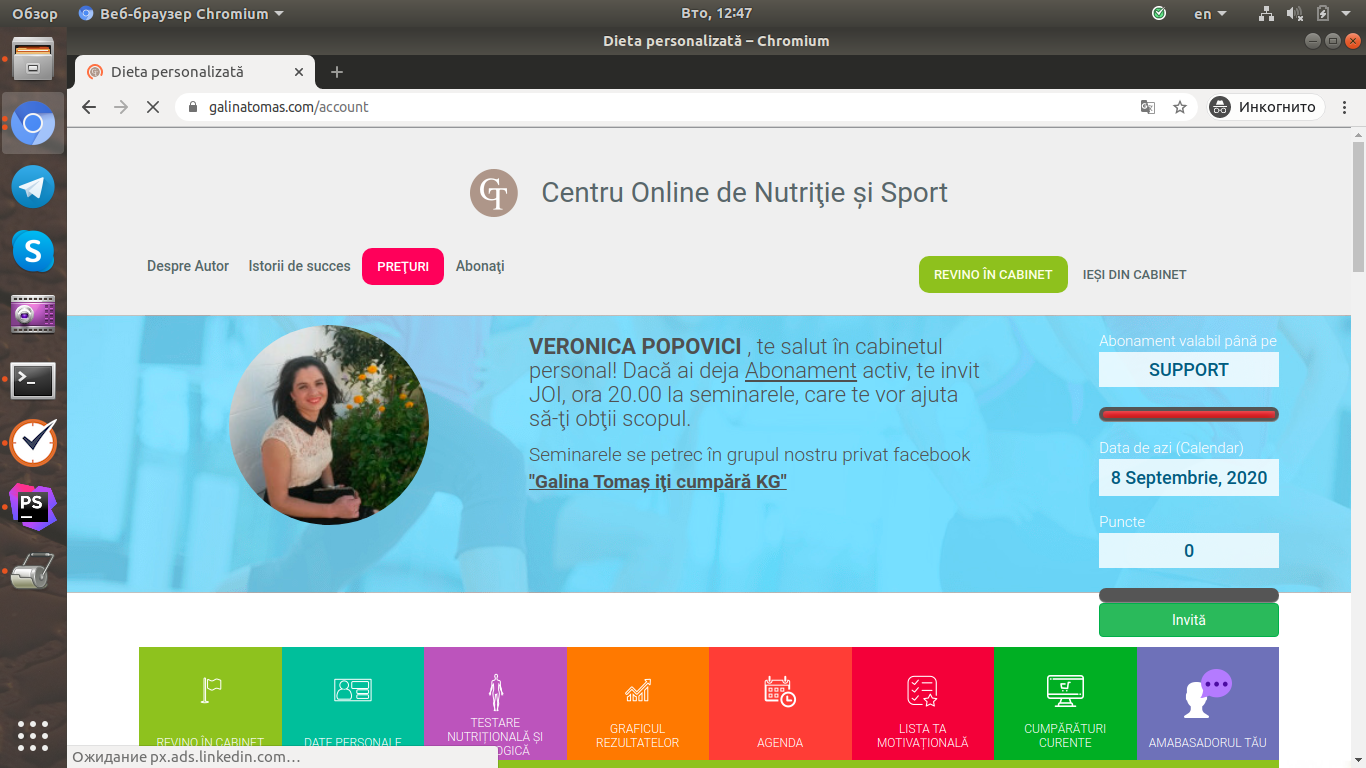 Обзор
Веб-браузер Chromium
Вто, 12:47
en
Dieta personalizată – Chromium
Dieta personalizată
galinatomas.com/account
Инкогнито
GT
Centru Online de Nutriţie și Sport
Despre Autor
Istorii de succes
PREŢURI
Abonaţi
REVINO ÎN CABINET
IEȘI DIN CABINET
VERONICA POPOVICI , te salut în cabinetul
personal! Dacă ai deja Abonament activ, te invit
JOI, ora 20.00 la seminarele, care te vor ajuta
să-ţi obţii scopul.
Seminarele se petrec în grupul nostru privat facebook
"Galina Tomaș iţi cumpără KG"
Abonament valabil până pe
SUPPORT
Data de azi (Calendar)
8 Septembrie, 2020
Puncte
0
Invită
REVINO ÎN CABINET
DATE PERSONALE
TESTARE
NUTRIȚIONALĂ ȘI
OGICĂ
GRAFICUL
REZULTATELOR
AGENDA
LISTA TA
MOTIVAȚIONALĂ
CUMPĂRĂTURI
CURENTE
AMABASADORUL TĂU
S
PS
Ожидание px.ads.linkedin.com…